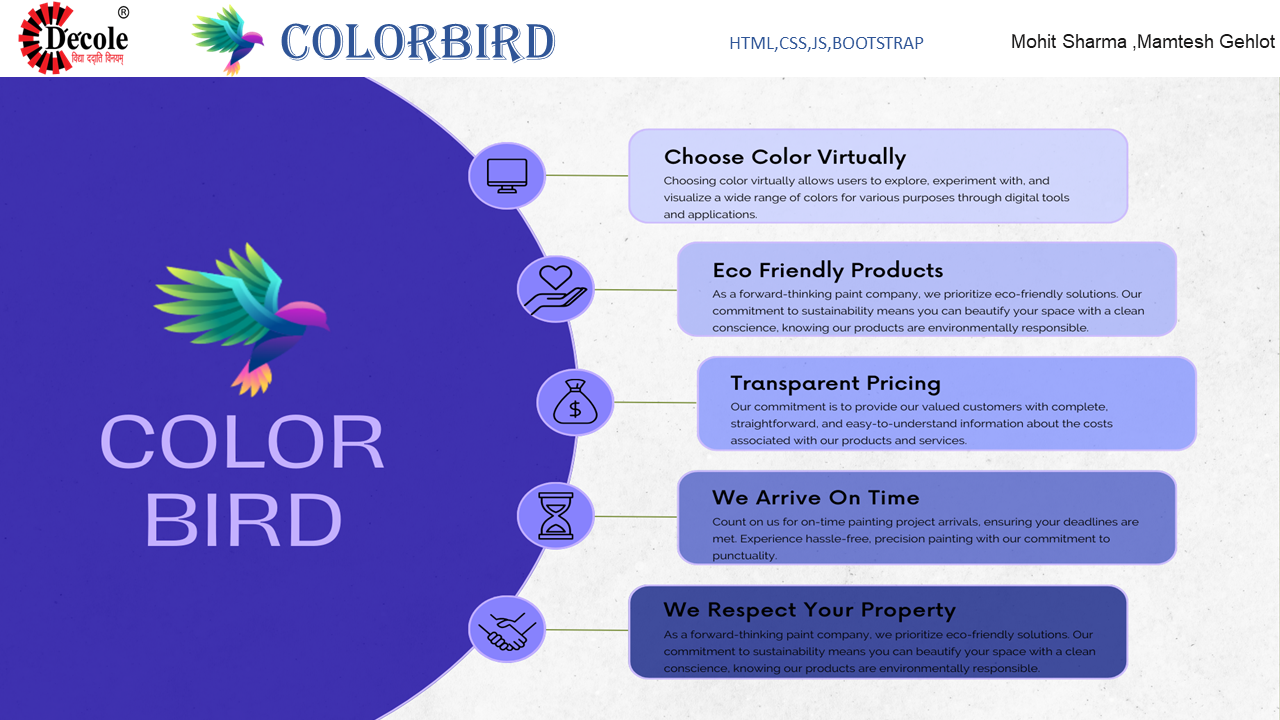 D'ecole ®
विद्या ददाति विनयम्
COLORBIRD
HTML,CSS,JS,BOOTSTRAP
Mohit Sharma ,Mamtesh Gehlot
COLOR
BIRD
Choose Color Virtually
Choosing color virtually allows users to explore, experiment with, and
visualize a wide range of colors for various purposes through digital tools
and applications.
Eco Friendly Products
As a forward-thinking paint company, we prioritize eco-friendly solutions. Our
commitment to sustainability means you can beautify your space with a clean
conscience, knowing our products are environmentally responsible.
$
Transparent Pricing
Our commitment is to provide our valued customers with complete,
straightforward, and easy-to-understand information about the costs
associated with our products and services.
We Arrive On Time
Count on us for on-time painting project arrivals, ensuring your deadlines are
met. Experience hassle-free, precision painting with our commitment to
punctuality.
We Respect Your Property
As a forward-thinking paint company, we prioritize eco-friendly solutions. Our
commitment to sustainability means you can beautify your space with a clean
conscience, knowing our products are environmentally responsible.